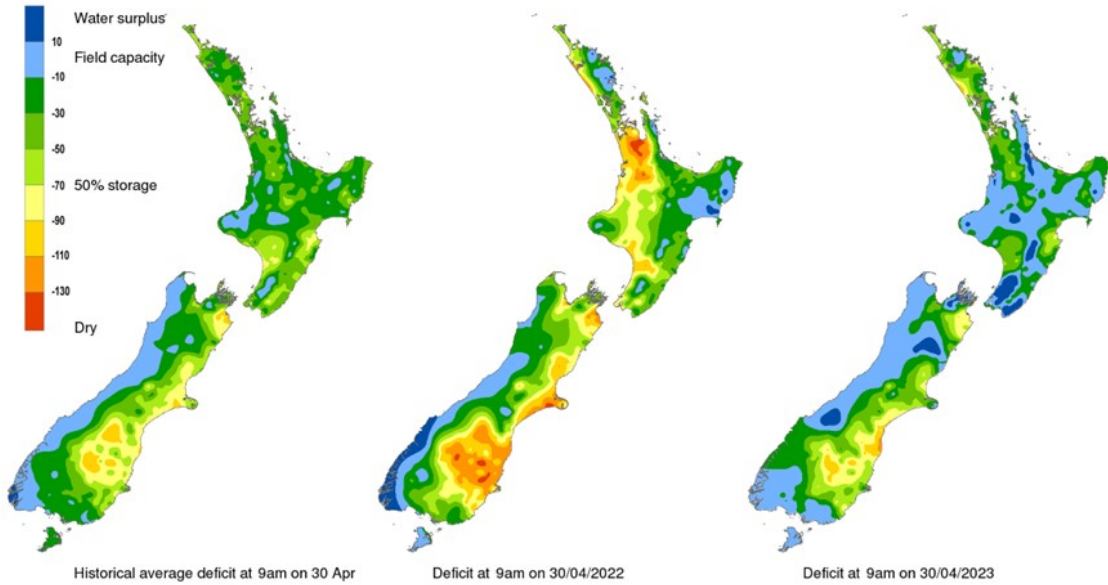 Water surplus
10
Field capacity
-10
-30
-50
50% storage
-70
-90
-110
-130
Dry
Historical average deficit at 9am on 30 Apr
Deficit at 9am on 30/04/2022
Deficit at 9am on 30/04/2023